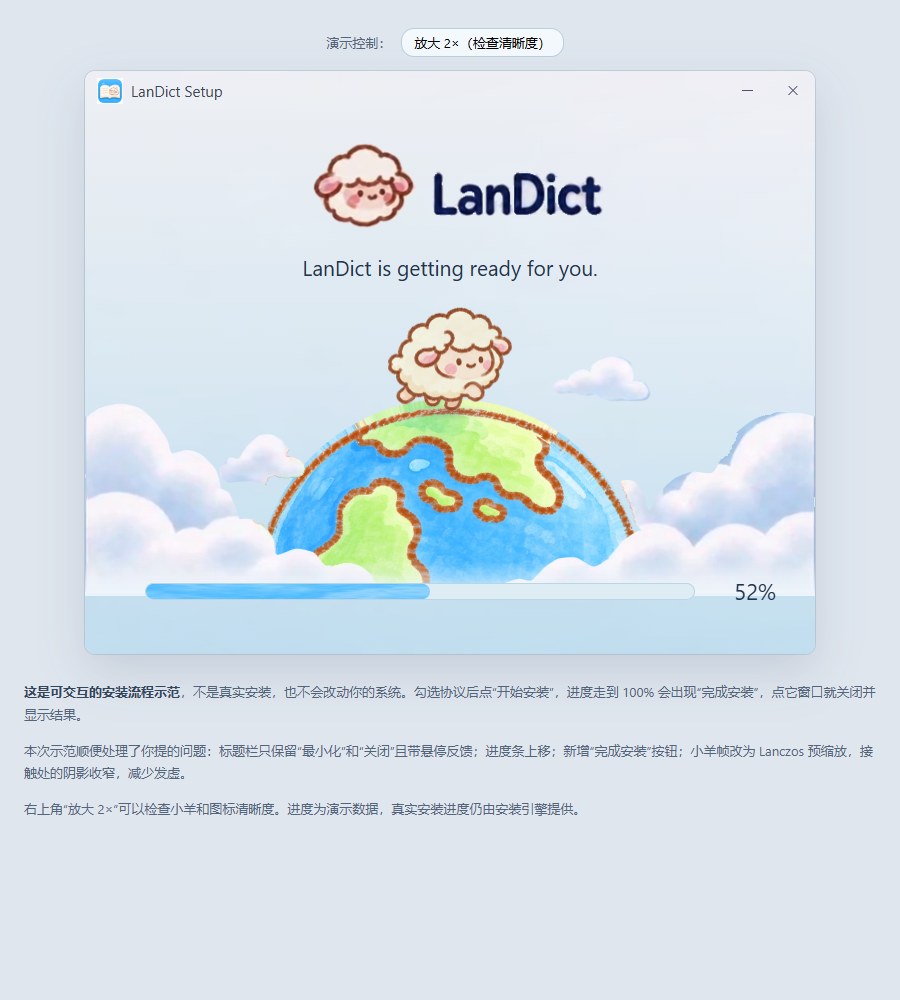 演示控制：
放大 2×（检查清晰度）
LanDict Setup
LanDict
LanDict is getting ready for you.
52%
这是可交互的安装流程示范，不是真实安装，也不会改动你的系统。勾选协议后点“开始安装”，进度走到 100% 会出现“完成安装”，点它窗口就关闭并
显示结果。
本次示范顺便处理了你提的问题：标题栏只保留“最小化”和“关闭”且带悬停反馈；进度条上移；新增“完成安装”按钮；小羊帧改为 Lanczos 预缩放，接
触处的阴影收窄，减少发虚。
右上角“放大 2×”可以检查小羊和图标清晰度。进度为演示数据，真实安装进度仍由安装引擎提供。